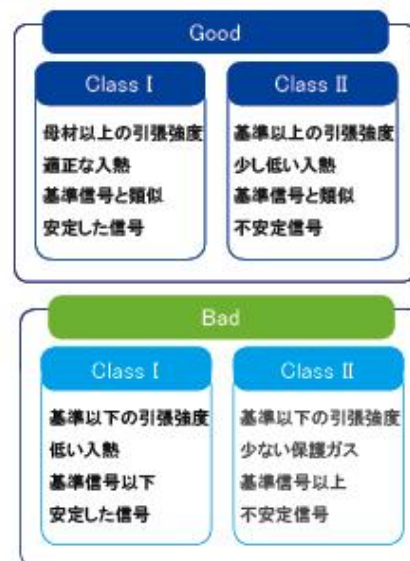 Good
Class Ⅰ
母材以上の引張強度
適正な入熱
基準信号と類似
安定した信号
Class Ⅱ
基準以上の引張強度
少し低い入熱
基準信号と類似
不安定信号
Bad
Class Ⅰ
基準以下の引張強度
低い入熱
基準信号以下
安定した信号
Class Ⅱ
基準以下の引張強度
少ない保護ガス
基準信号以上
不安定信号